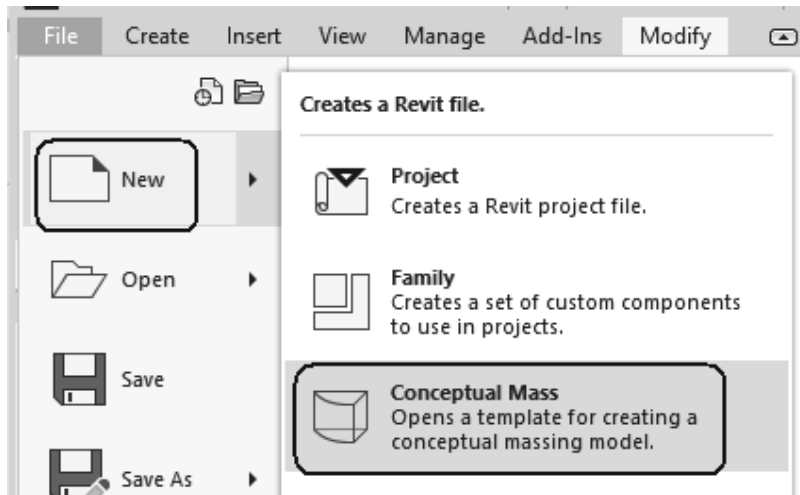 File Create Insert View Manage Add-Ins Modify
Creates a Revit file.
New
Project
Creates a Revit project file.
Open
Family
Creates a set of custom components
to use in projects.
Save
Conceptual Mass
Opens a template for creating a
conceptual massing model.
Save As